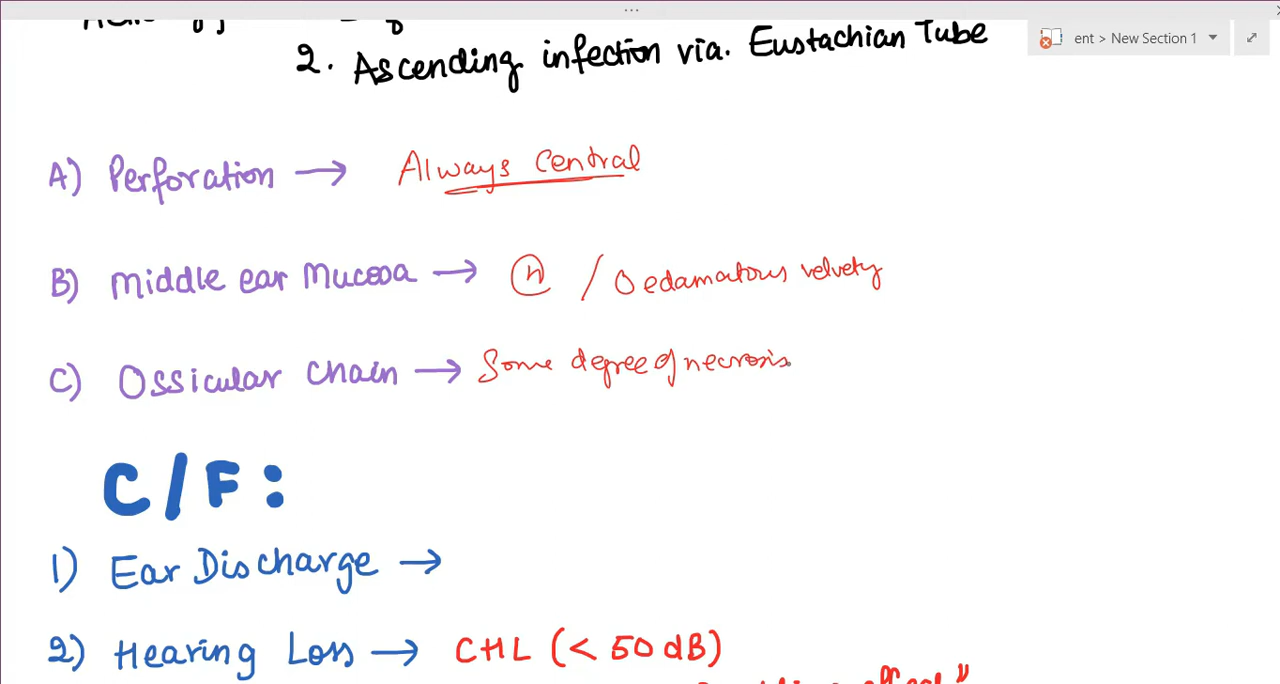 2. Ascending infection via. Eustachian Tube
ent > New Section 1
A) Perforation → Always Central
B) Middle ear Mucosa → (n) / Oedamatous velvety
C) Ossicular Chain → Some degree of necrosis
C/F:
1) Ear Discharge →
2) Hearing Loss → CHL (< 50 dB)